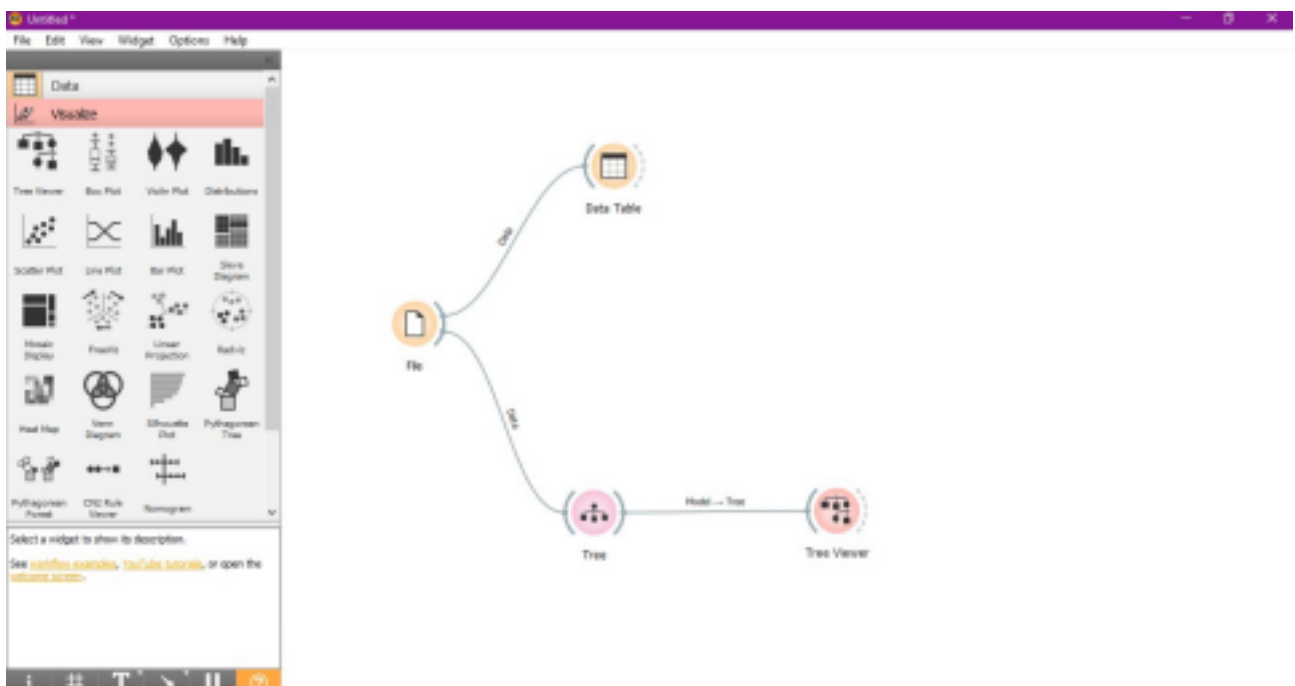 Untitled *
File Edit View Widget Options Help
Data
Visualize
Tree Viewer Box Plot Violin Plot Distributions
Scatter Plot Line Plot Bar Plot Sieve Diagram
Mosaic Display FreeViz Linear Projection Radviz
Heat Map Venn Diagram Silhouette Plot Pythagorean Tree
Pythagorean Forest CN2 Rule Viewer Nomogram
Select a widget to show its description.
See workflow examples, YouTube tutorials, or open the
welcome screen.
Data Table
Data
File
Data
Model → Tree
Tree
Tree Viewer